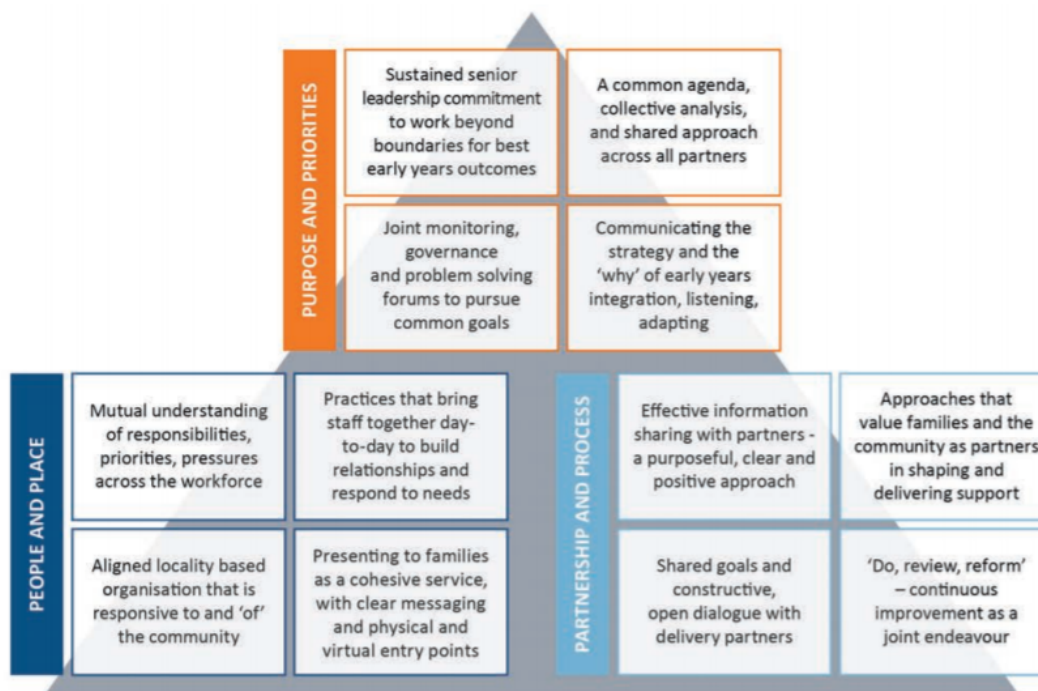 PURPOSE AND PRIORITIES
Sustained senior
leadership commitment
to work beyond
boundaries for best
early years outcomes
A common agenda,
collective analysis,
and shared approach
across all partners
Joint monitoring,
governance
and problem solving
forums to pursue
common goals
Communicating the
strategy and the
‘why’ of early years
integration, listening,
adapting
PEOPLE AND PLACE
Mutual understanding
of responsibilities,
priorities, pressures
across the workforce
Practices that bring
staff together day-
to-day to build
relationships and
respond to needs
Aligned locality based
organisation that is
responsive to and ‘of’
the community
Presenting to families
as a cohesive service,
with clear messaging
and physical and
virtual entry points
PARTNERSHIP AND PROCESS
Effective information
sharing with partners -
a purposeful, clear and
positive approach
Approaches that
value families and the
community as partners
in shaping and
delivering support
Shared goals and
constructive,
open dialogue with
delivery partners
‘Do, review, reform’
– continuous
improvement as a
joint endeavour